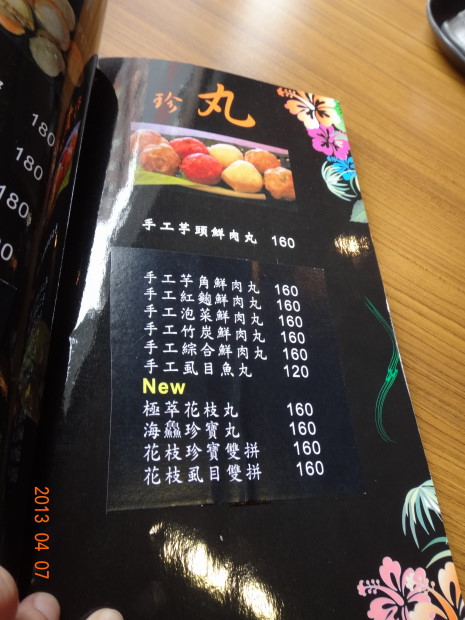 180
180
180
珍丸
手工芋頭鮮肉丸 160
手工芋角鮮肉丸 160
手工紅麴鮮肉丸 160
手工泡菜鮮肉丸 160
手工竹炭鮮肉丸 160
手工綜合鮮肉丸 160
手工虱目魚丸 120
New
極萃花枝丸 160
海鱻珍寶丸 160
花枝珍寶雙拼 160
花枝虱目雙拼 160
2013 04 07